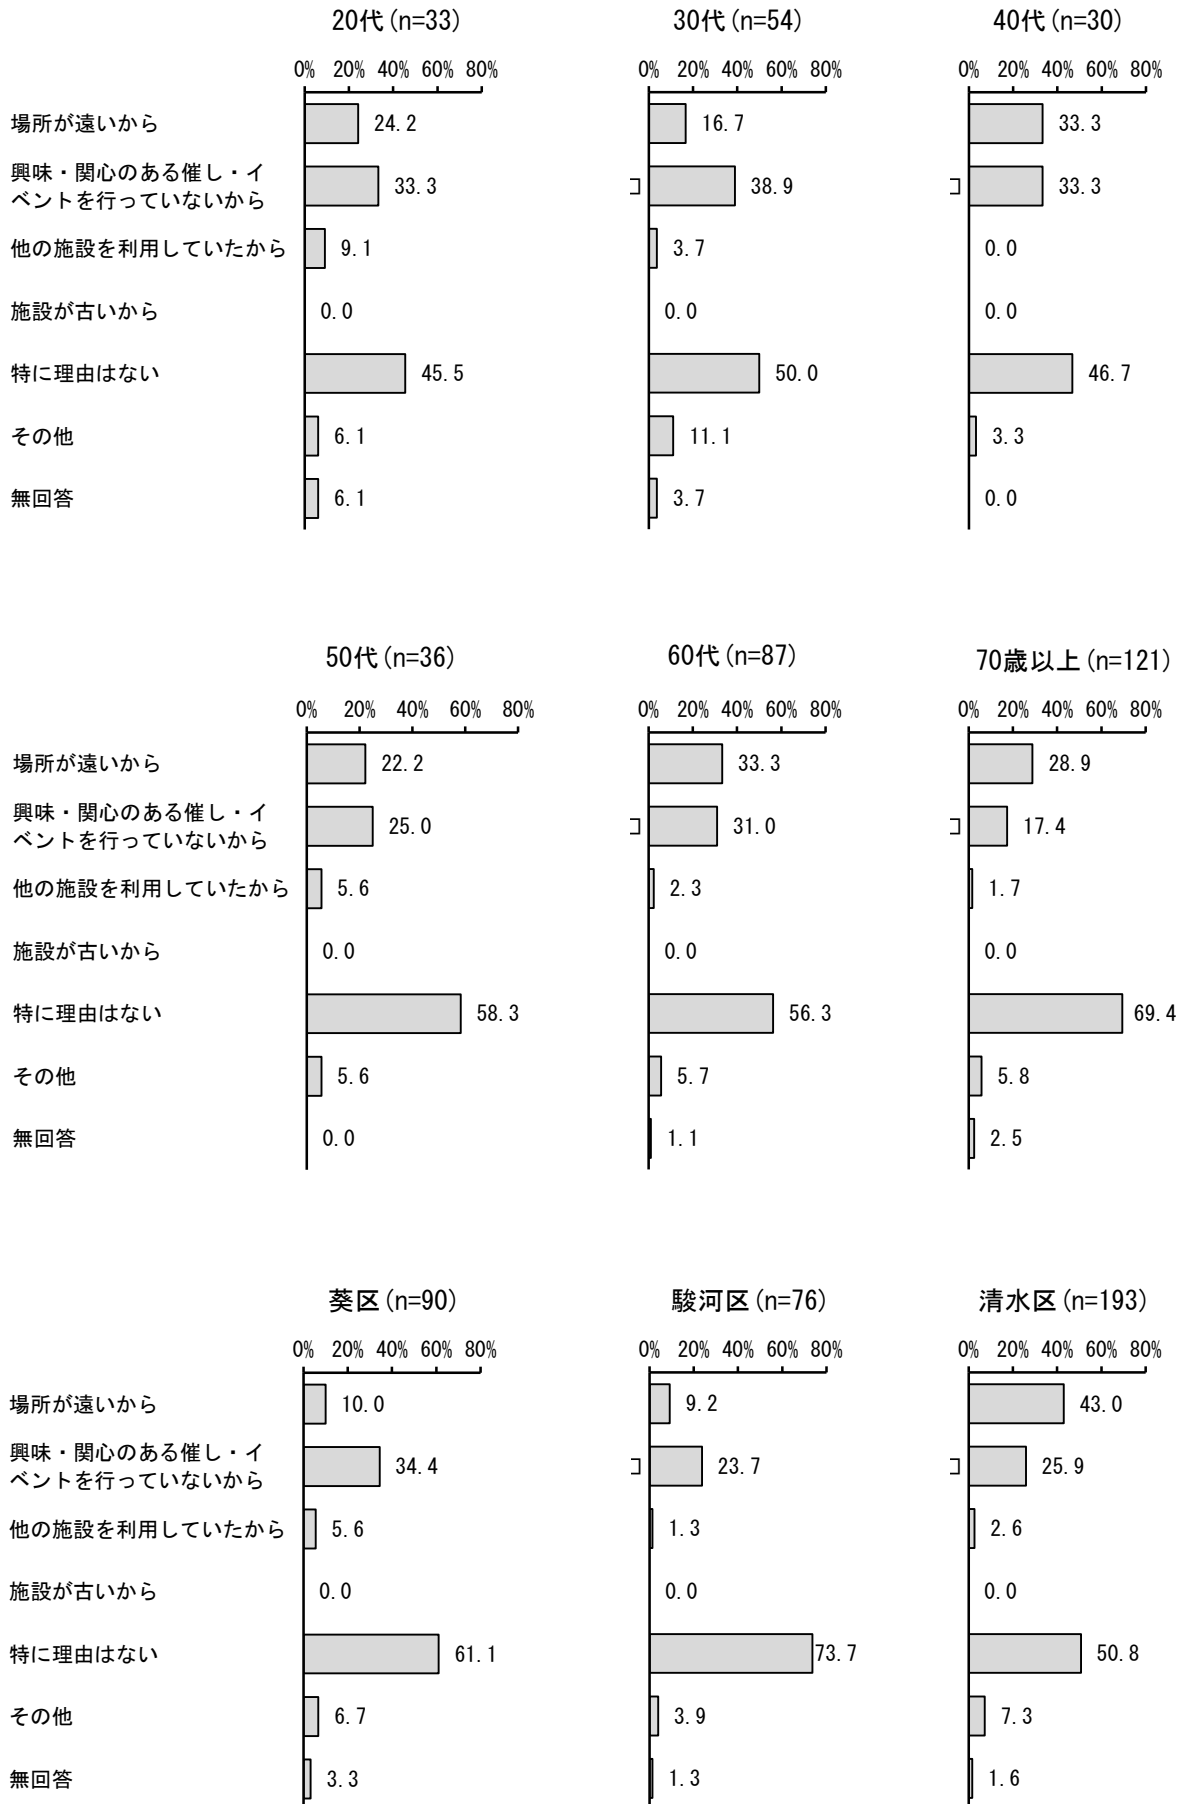 20代(n=33)
30代(n=54)
40代(n=30)
0% 20% 40% 60% 80%
0% 20% 40% 60% 80%
0% 20% 40% 60% 80%
場所が遠いから
24.2
16.7
33.3
興味・関心のある催し・イ
ベントを行っていないから
33.3
38.9
33.3
他の施設を利用していたから
9.1
3.7
0.0
施設が古いから
0.0
0.0
0.0
特に理由はない
45.5
50.0
46.7
その他
6.1
11.1
3.3
無回答
6.1
3.7
0.0
50代(n=36)
60代(n=87)
70歳以上(n=121)
0% 20% 40% 60% 80%
0% 20% 40% 60% 80%
0% 20% 40% 60% 80%
場所が遠いから
22.2
33.3
28.9
興味・関心のある催し・イ
ベントを行っていないから
25.0
31.0
17.4
他の施設を利用していたから
5.6
2.3
1.7
施設が古いから
0.0
0.0
0.0
特に理由はない
58.3
56.3
69.4
その他
5.6
5.7
5.8
無回答
0.0
1.1
2.5
葵区(n=90)
駿河区(n=76)
清水区(n=193)
0% 20% 40% 60% 80%
0% 20% 40% 60% 80%
0% 20% 40% 60% 80%
場所が遠いから
10.0
9.2
43.0
興味・関心のある催し・イ
ベントを行っていないから
34.4
23.7
25.9
他の施設を利用していたから
5.6
1.3
2.6
施設が古いから
0.0
0.0
0.0
特に理由はない
61.1
73.7
50.8
その他
6.7
3.9
7.3
無回答
3.3
1.3
1.6